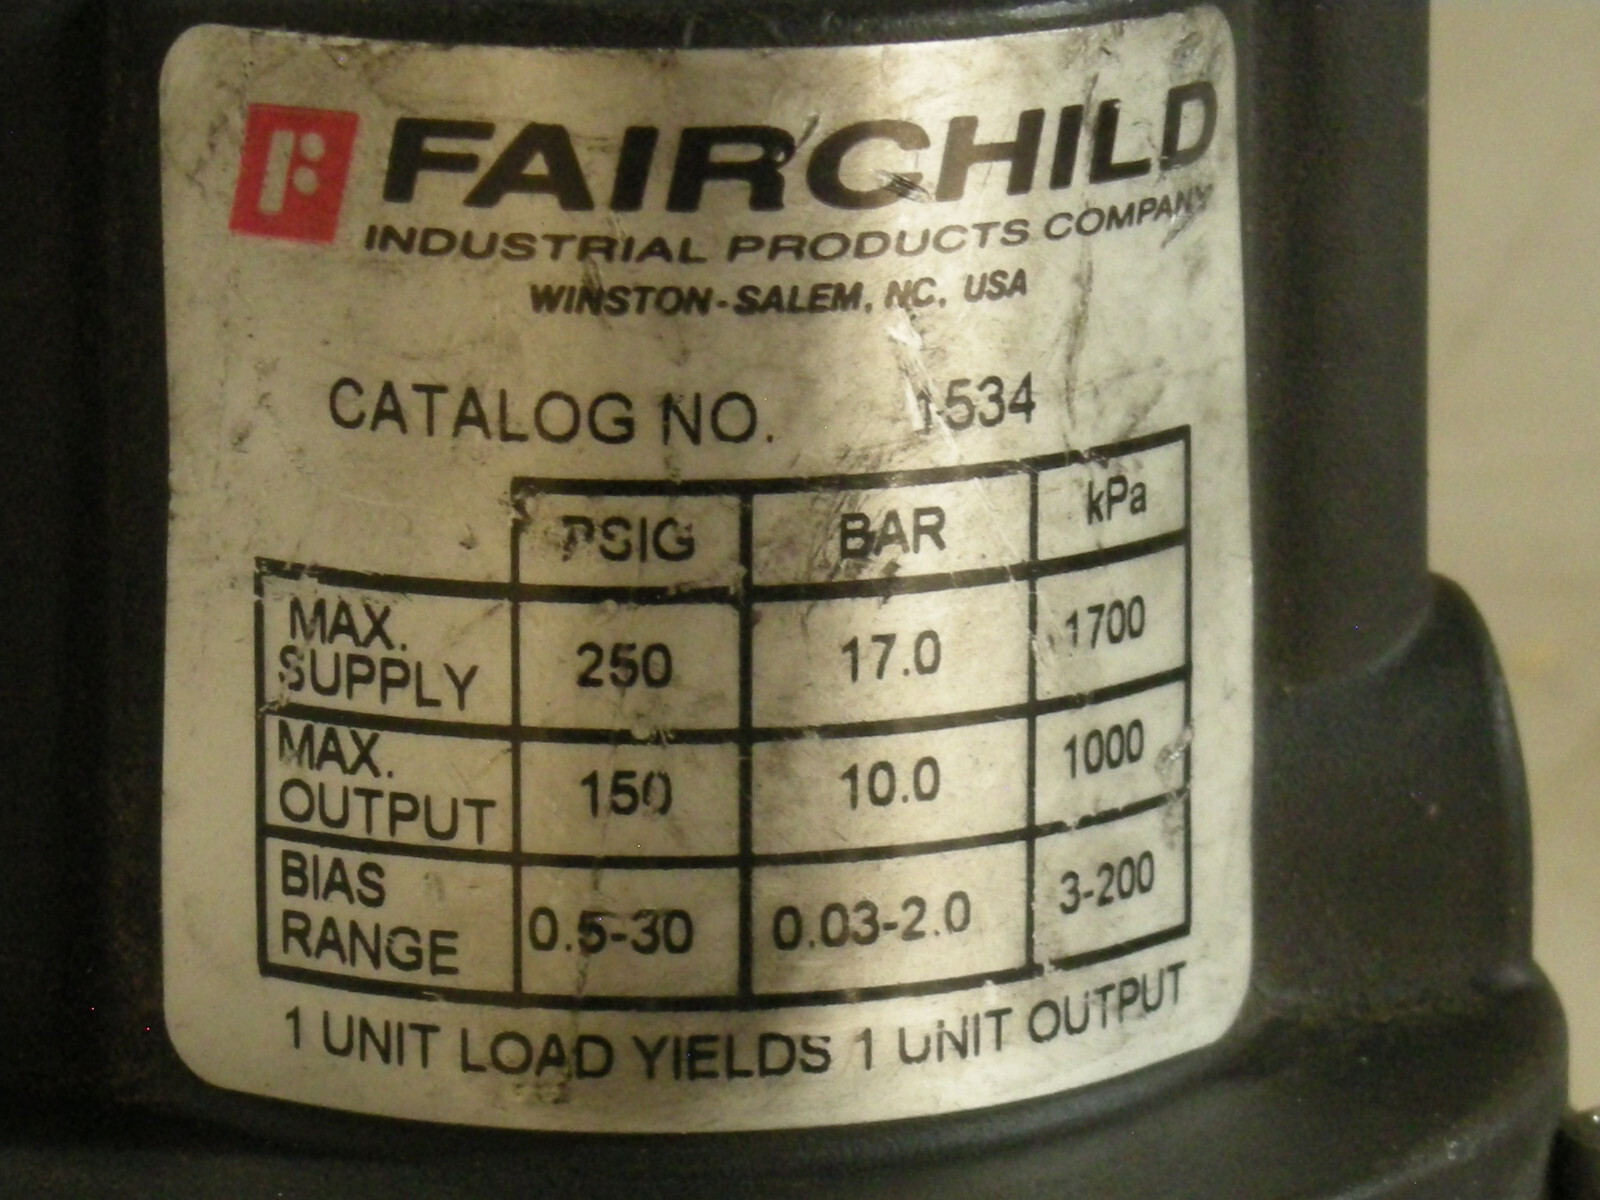 FAIRCHILD
INDUSTRIAL PRODUCTS COMPANY
WINSTON-SALEM, NC, USA
CATALOG NO. 1534
PSIG BAR kPa
MAX. SUPPLY 250 17.0 1700
MAX. OUTPUT 150 10.0 1000
BIAS RANGE 0.5-30 0.03-2.0 3-200
1 UNIT LOAD YIELDS 1 UNIT OUTPUT